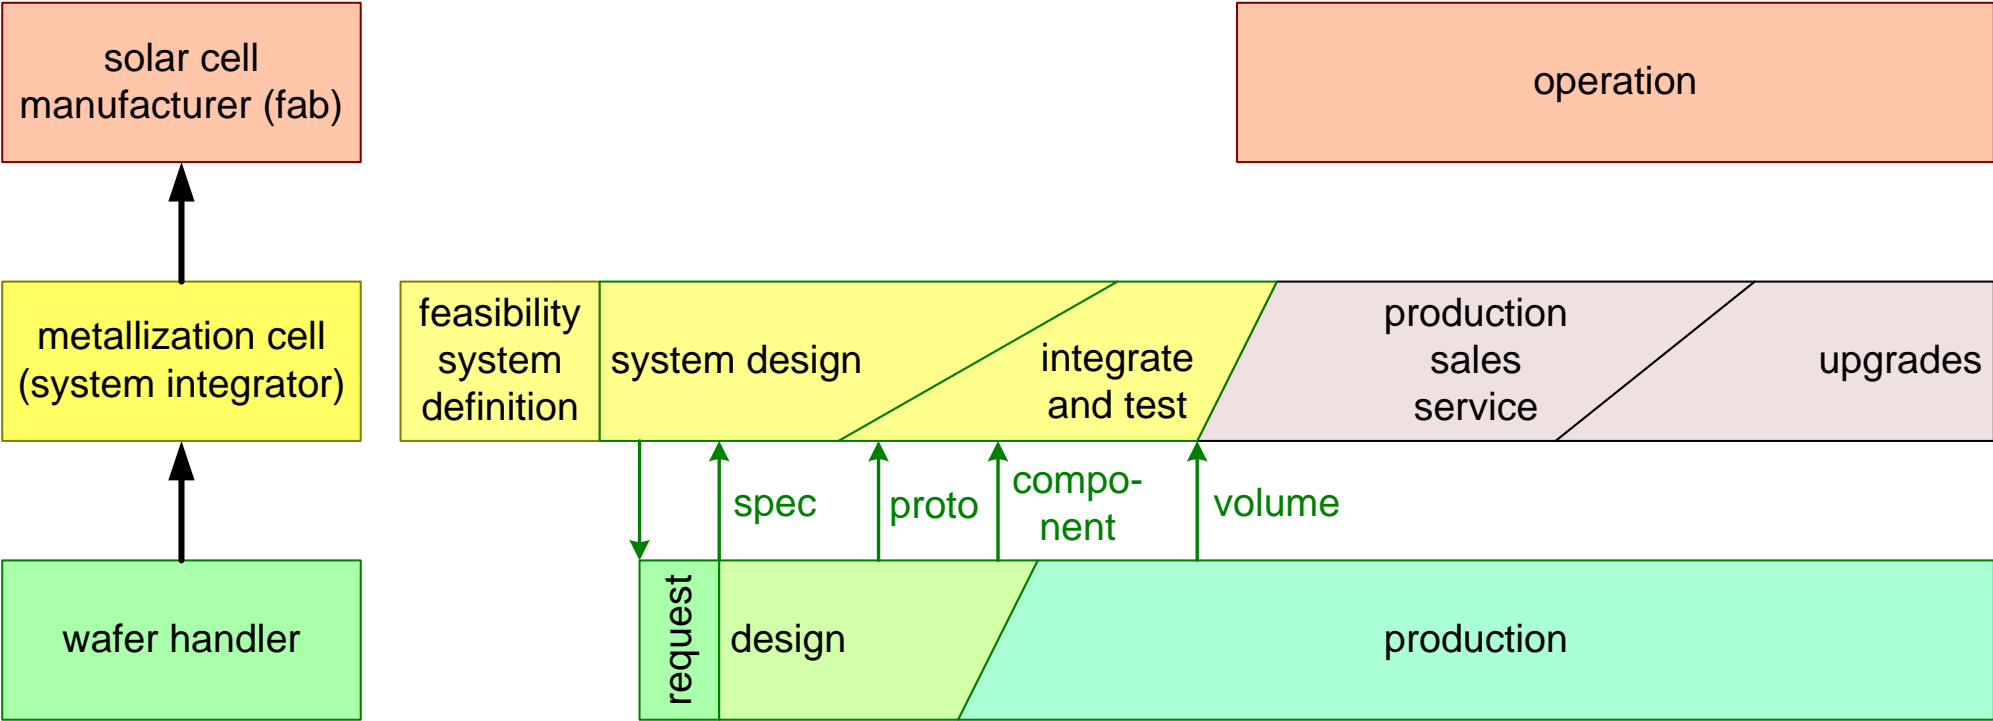 solar cell
manufacturer (fab)
operation
metallization cell
(system integrator)
feasibility
system
definition
system design
integrate
and test
production
sales
service
upgrades
spec
proto
compo-
nent
volume
wafer handler
request
design
production